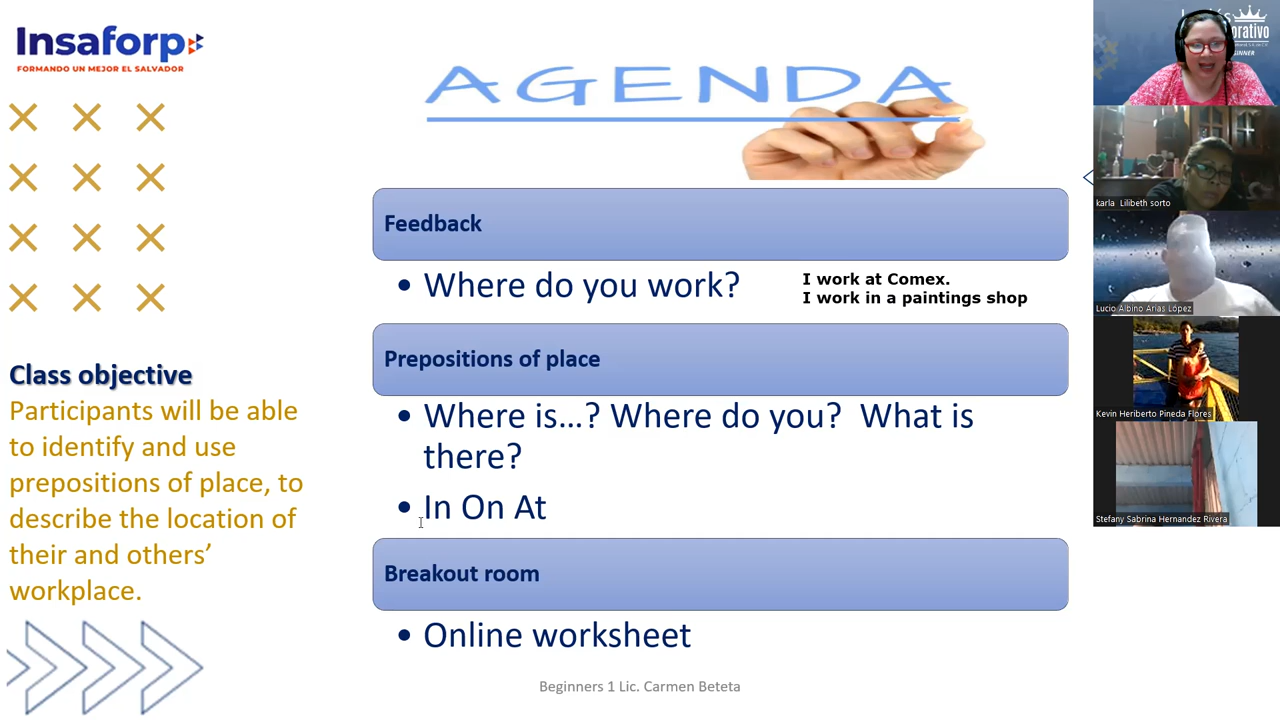 Insaforp
FORMANDO UN MEJOR EL SALVADOR
AGENDA
Feedback
• Where do you work?
I work at Comex.
I work in a paintings shop
Prepositions of place
• Where is...? Where do you? What is
there?
• In On At
Breakout room
• Online worksheet
Class objective
Participants will be able
to identify and use
prepositions of place, to
describe the location of
their and others’
workplace.
Beginners 1 Lic. Carmen Beteta
karla Lilibeth sorto
Lucio Albino Arias López
Kevin Heriberto Pineda Flores
Stefany Sabrina Hernandez Rivera